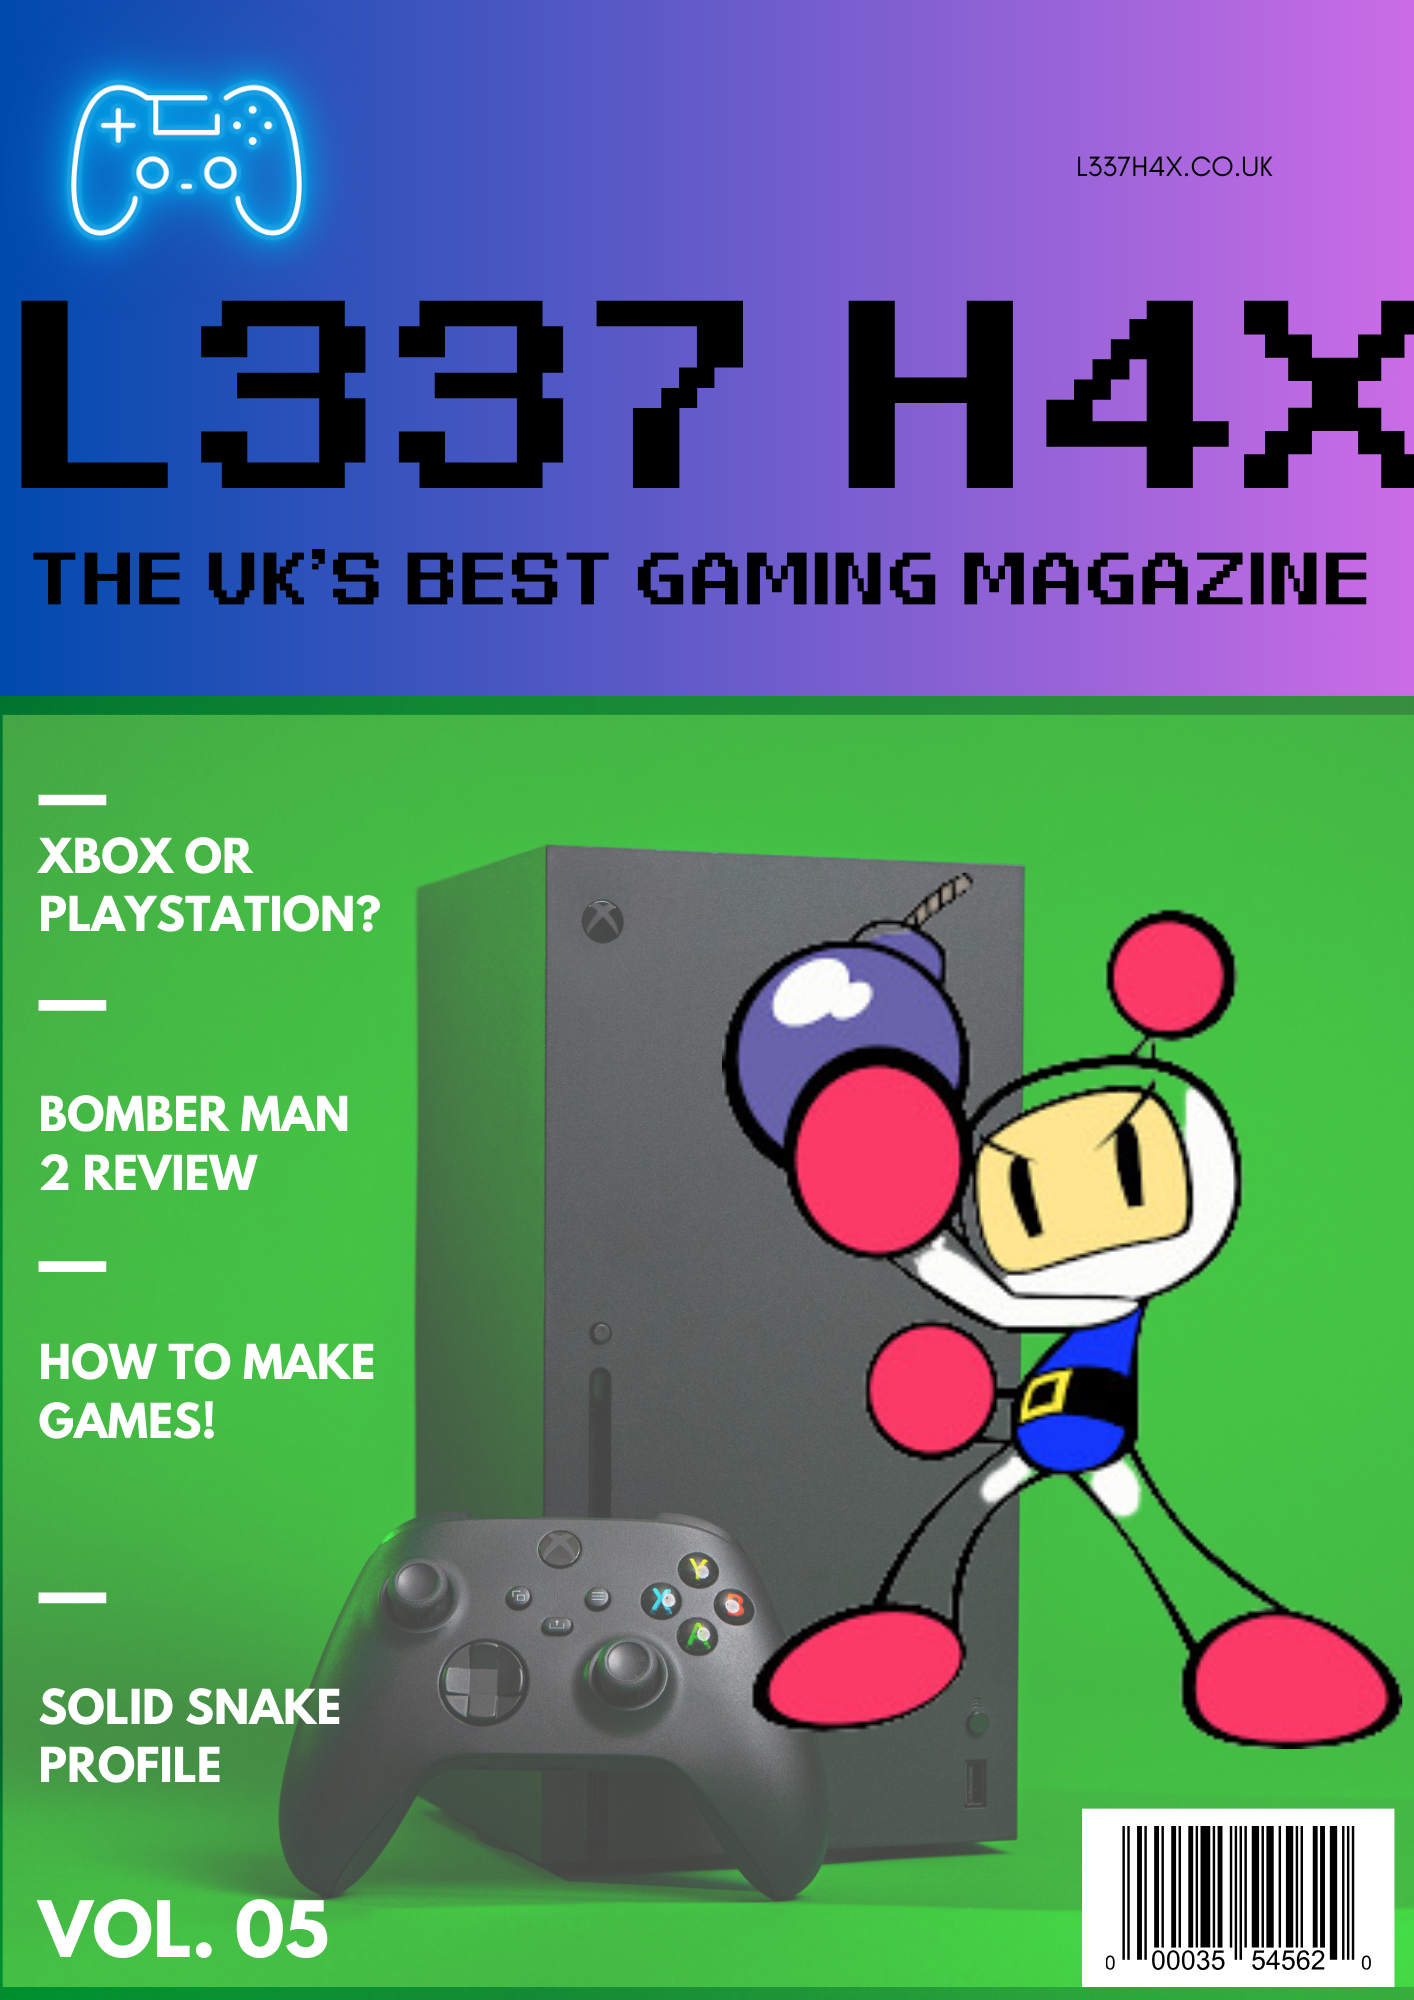 L337H4X.CO.UK
L337 H4X
THE UK'S BEST GAMING MAGAZINE
XBOX OR
PLAYSTATION?
BOMBER MAN
2 REVIEW
HOW TO MAKE
GAMES!
SOLID SNAKE
PROFILE
VOL. 05
Y
X
B
A
0 00035 54562 0